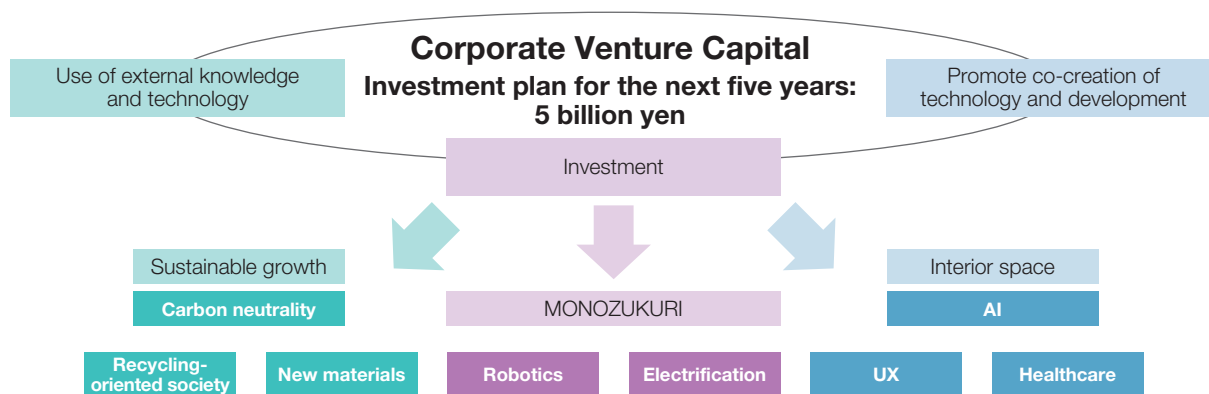 Corporate Venture Capital
Investment plan for the next five years:
5 billion yen
Use of external knowledge
and technology
Promote co-creation of
technology and development
Investment
Sustainable growth
Carbon neutrality
Recycling-
oriented society
New materials
MONOZUKURI
Robotics
Electrification
Interior space
AI
UX
Healthcare